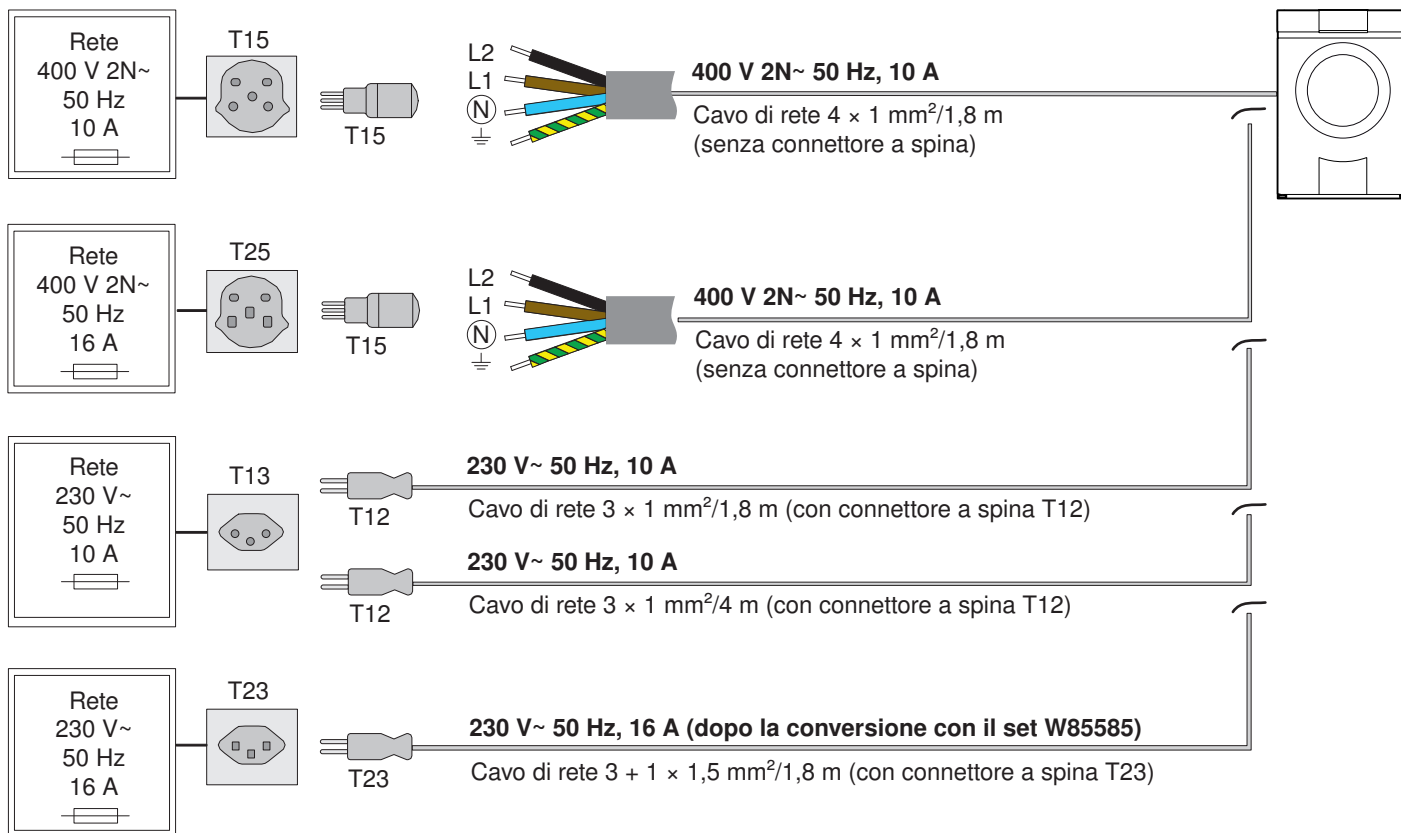 Rete
400 V 2N~
50 Hz
10 A
T15
T15
L2
L1
N
400 V 2N~ 50 Hz, 10 A
Cavo di rete 4 × 1 mm²/1,8 m
(senza connettore a spina)
Rete
400 V 2N~
50 Hz
16 A
T25
T15
L2
L1
N
400 V 2N~ 50 Hz, 10 A
Cavo di rete 4 × 1 mm²/1,8 m
(senza connettore a spina)
Rete
230 V~
50 Hz
10 A
T13
T12
230 V~ 50 Hz, 10 A
Cavo di rete 3 × 1 mm²/1,8 m (con connettore a spina T12)
T12
230 V~ 50 Hz, 10 A
Cavo di rete 3 × 1 mm²/4 m (con connettore a spina T12)
Rete
230 V~
50 Hz
16 A
T23
T23
230 V~ 50 Hz, 16 A (dopo la conversione con il set W85585)
Cavo di rete 3 + 1 × 1,5 mm²/1,8 m (con connettore a spina T23)